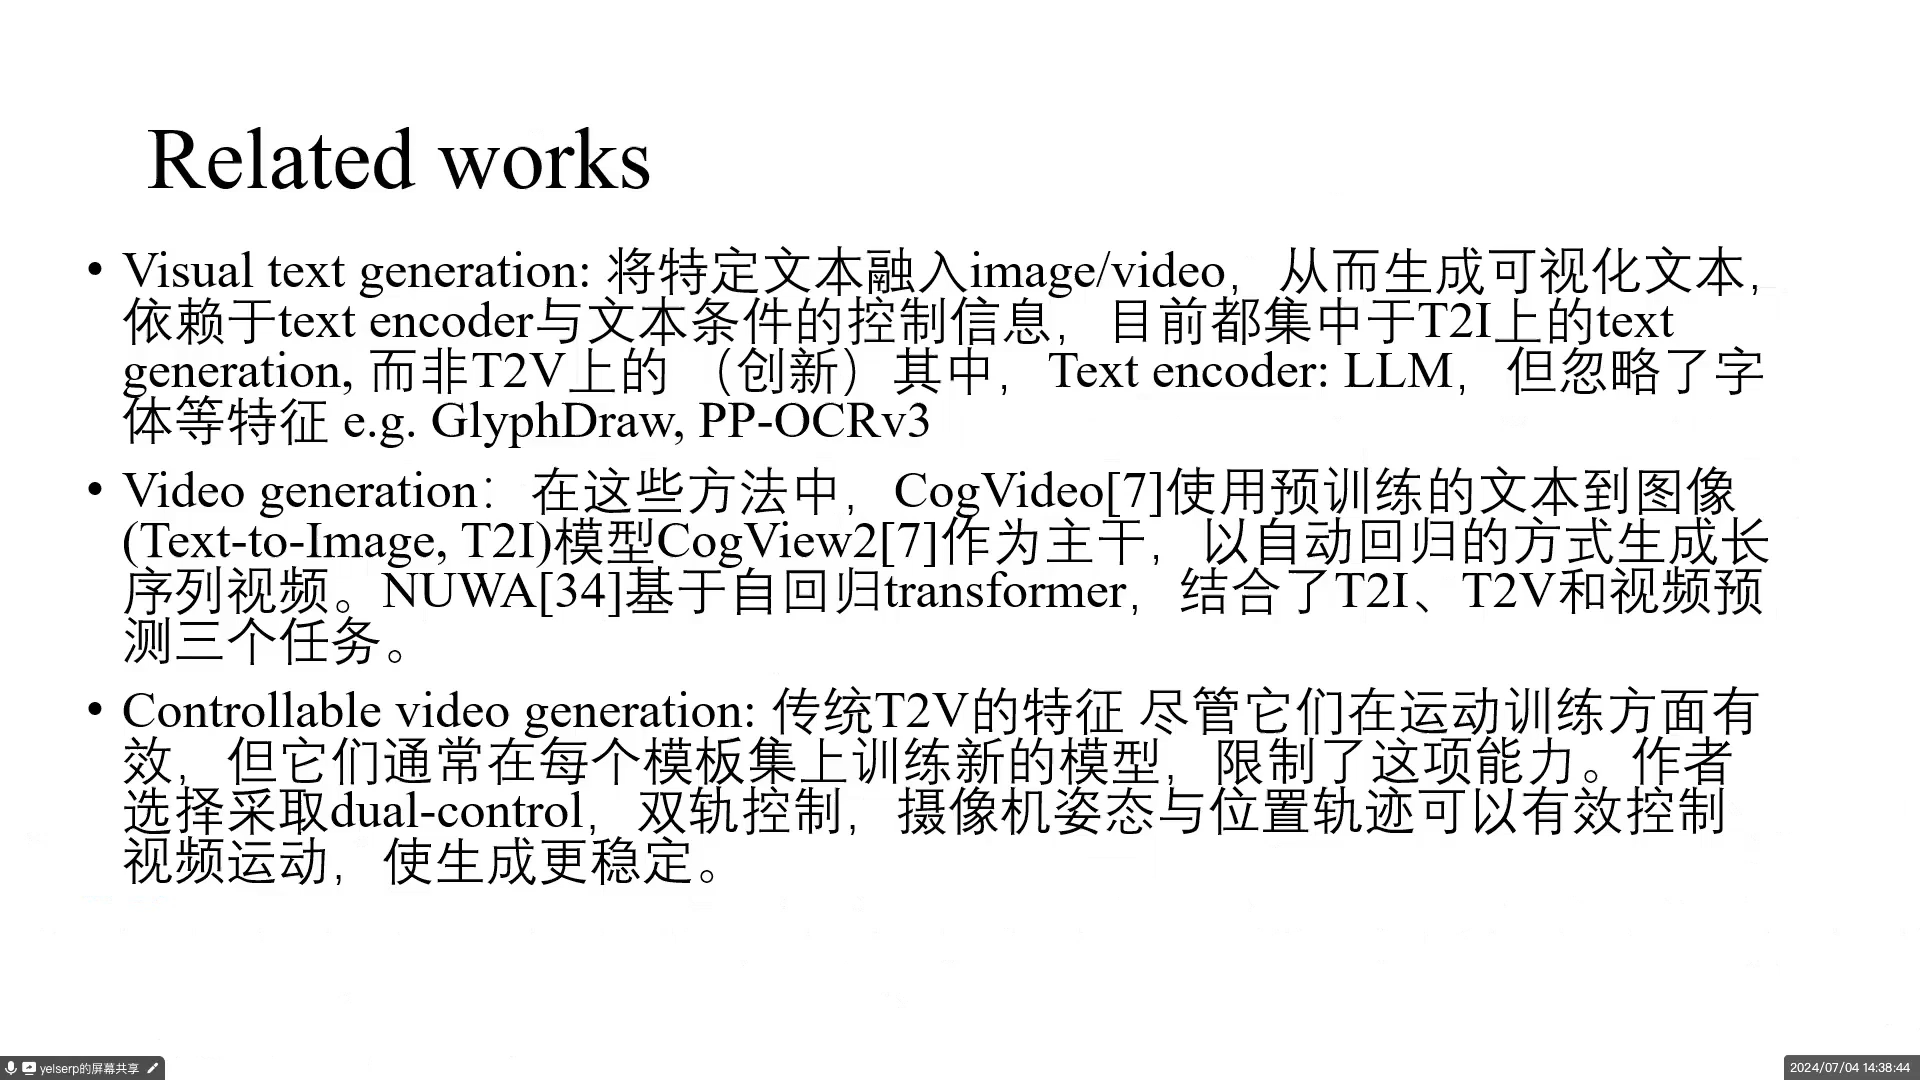 Related works
• Visual text generation: 将特定文本融入image/video，从而生成可视化文本，
依赖于text encoder与文本条件的控制信息，目前都集中于T2I上的text
generation, 而非T2V上的 （创新）其中，Text encoder: LLM，但忽略了字
体等特征 e.g. GlyphDraw, PP-OCRv3
• Video generation：在这些方法中，CogVideo[7]使用预训练的文本到图像
(Text-to-Image, T2I)模型CogView2[7]作为主干，以自动回归的方式生成长
序列视频。NUWA[34]基于自回归transformer，结合了T2I、T2V和视频预
测三个任务。
• Controllable video generation: 传统T2V的特征 尽管它们在运动训练方面有
效，但它们通常在每个模板集上训练新的模型，限制了这项能力。作者
选择采取dual-control，双轨控制，摄像机姿态与位置轨迹可以有效控制
视频运动，使生成更稳定。
yelserp的屏幕共享
2024/07/04 14:38:44